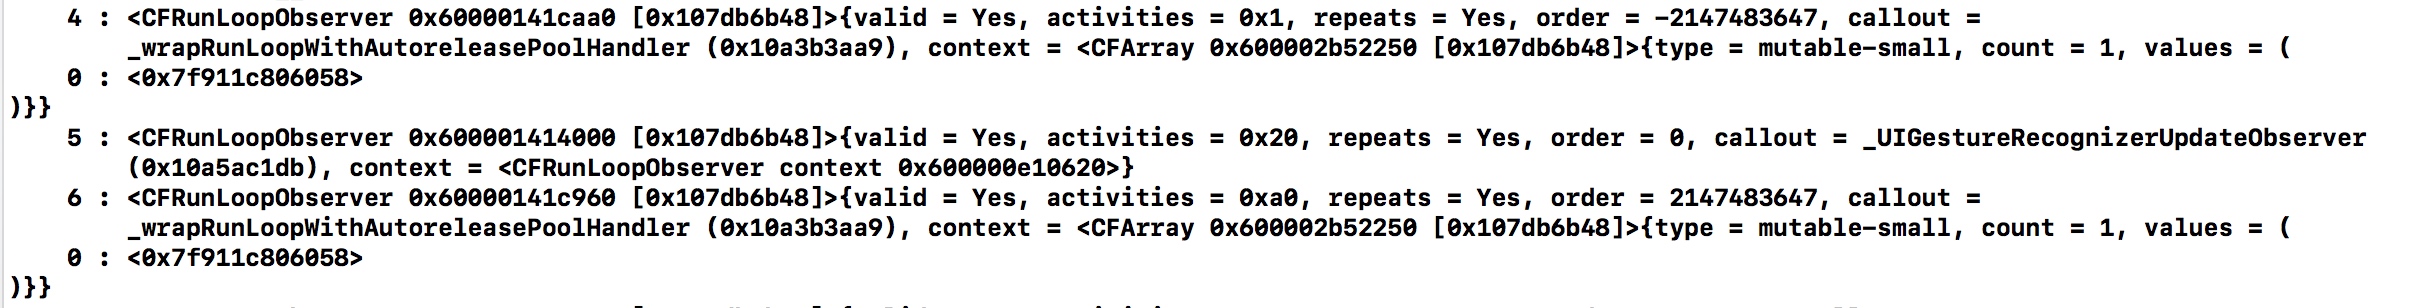 4 : <CFRunLoopObserver 0x60000141caa0 [0x107db6b48]>{valid = Yes, activities = 0x1, repeats = Yes, order = -2147483647, callout =
_wrapRunLoopWithAutoreleasePoolHandler (0x10a3b3aa9), context = <CFArray 0x600002b52250 [0x107db6b48]>{type = mutable-small, count = 1, values = (
0 : <0x7f911c806058>
)}}
5 : <CFRunLoopObserver 0x600001414000 [0x107db6b48]>{valid = Yes, activities = 0x20, repeats = Yes, order = 0, callout = _UIGestureRecognizerUpdateObserver
(0x10a5ac1db), context = <CFRunLoopObserver context 0x600000e10620>}
6 : <CFRunLoopObserver 0x60000141c960 [0x107db6b48]>{valid = Yes, activities = 0xa0, repeats = Yes, order = 2147483647, callout =
_wrapRunLoopWithAutoreleasePoolHandler (0x10a3b3aa9), context = <CFArray 0x600002b52250 [0x107db6b48]>{type = mutable-small, count = 1, values = (
0 : <0x7f911c806058>
)}}